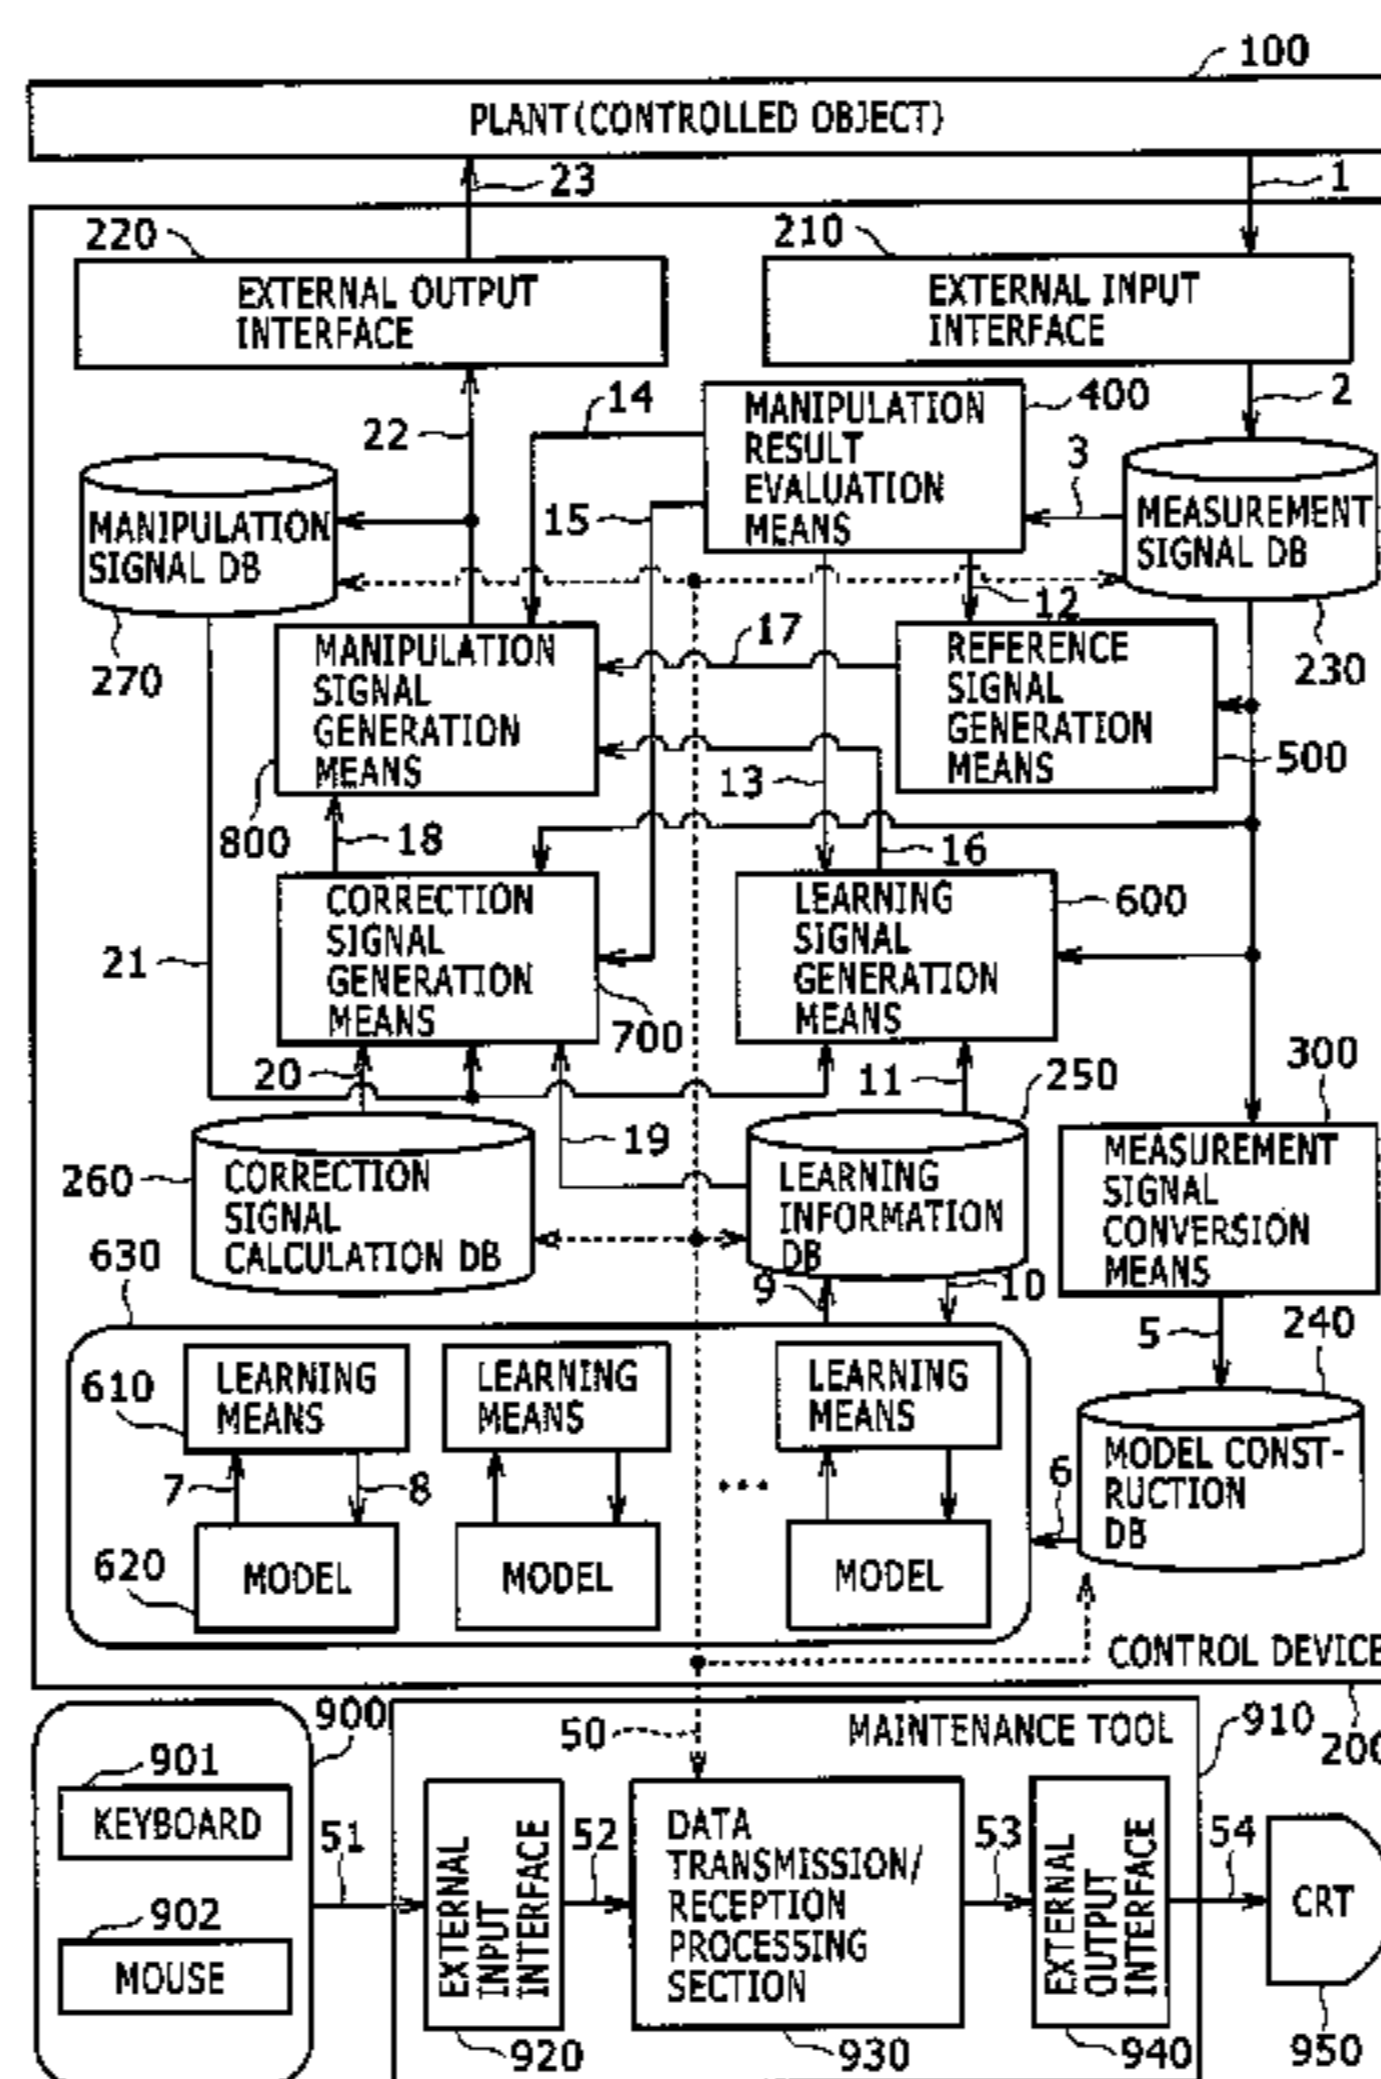 100
PLANT(CONTROLLED OBJECT)
23
1
220
210
EXTERNAL OUTPUT
INTERFACE
EXTERNAL INPUT
INTERFACE
14
400
2
22
MANIPULATION
RESULT
EVALUATION
MEANS
3
15
MANIPULATION
SIGNAL DB
MEASUREMENT
SIGNAL DB
12
17
270
230
MANIPULATION
SIGNAL
GENERATION
MEANS
REFERENCE
SIGNAL
GENERATION
MEANS
500
13
800
18
16
CORRECTION
SIGNAL
GENERATION
MEANS
LEARNING
SIGNAL
GENERATION
MEANS
600
21
700
20
11
250
300
19
260
CORRECTION
SIGNAL
CALCULATION DB
LEARNING
INFORMATION
DB
MEASUREMENT
SIGNAL
CONVERSION
MEANS
630
9
10
5
240
610
LEARNING
MEANS
LEARNING
MEANS
LEARNING
MEANS
7
8
...
6
MODEL CONST-
RUCTION
DB
620
MODEL
MODEL
MODEL
CONTROL DEVICE
200
900
50
MAINTENANCE TOOL
910
901
KEYBOARD
51
EXTERNAL
INPUT
INTERFACE
52
DATA
TRANSMISSION/
RECEPTION
PROCESSING
SECTION
53
EXTERNAL
OUTPUT
INTERFACE
54
CRT
902
MOUSE
920
930
940
950